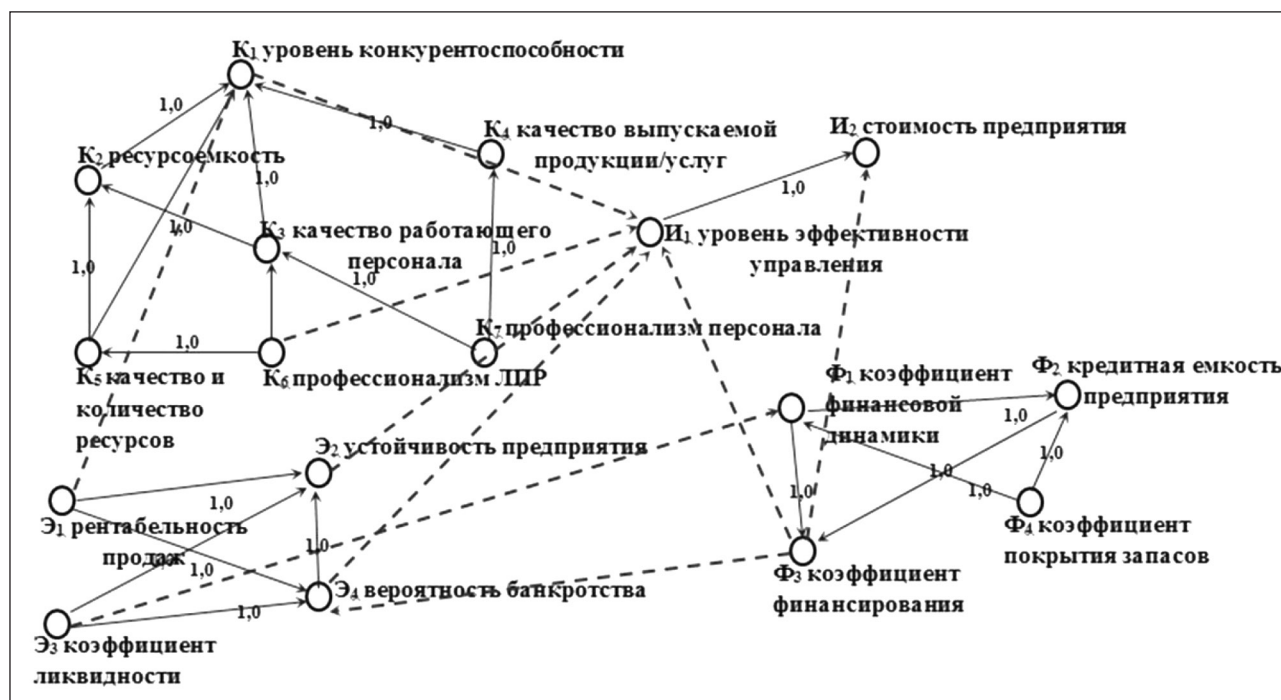 К₁ уровень конкурентоспособности
1,0
1,0
К₄ качество выпускаемой
продукции/услуг
И₂ стоимость предприятия
К₂ ресурсоемкость
1,0
1,0
1,0
К₃ качество работающего
персонала
И₁ уровень эффективности
управления
1,0
1,0
1,0
1,0
К₇ профессионализм персонала
К₅ качество и
количество
ресурсов
К₆ профессионализм ЛПР
Ф₁ коэффициент
финансовой
динамики
Ф₂ кредитная емкость
предприятия
1,0
1,0
1,0
1,0
1,0
Э₂ устойчивость предприятия
1,0
Э₁ рентабельность
продаж
1,0
1,0
1,0
Ф₄ коэффициент
покрытия запасов
Э₄ вероятность банкротства
Ф₃ коэффициент
финансирования
1,0
Э₃ коэффициент
ликвидности